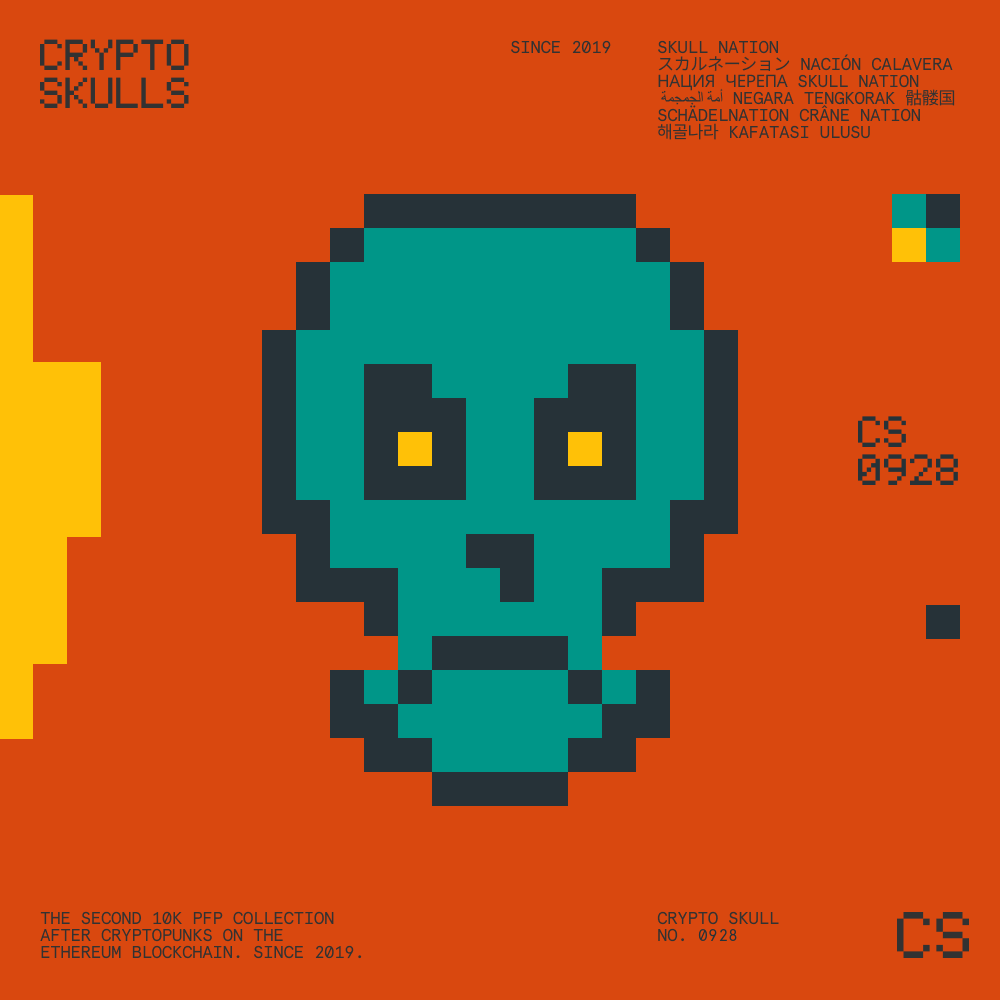 CRYPTO
SKULLS
SINCE 2019
SKULL NATION
スカルネーション NACIÓN CALAVERA
НАЦИЯ ЧЕРЕПА SKULL NATION
أمة الجمجمة NEGARA TENGKORAK 骷髅国
SCHÄDELNATION CRÂNE NATION
해골나라 KAFATASI ULUSU
CS
0928
THE SECOND 10K PFP COLLECTION
AFTER CRYPTOPUNKS ON THE
ETHEREUM BLOCKCHAIN. SINCE 2019.
CRYPTO SKULL
NO. 0928
CS